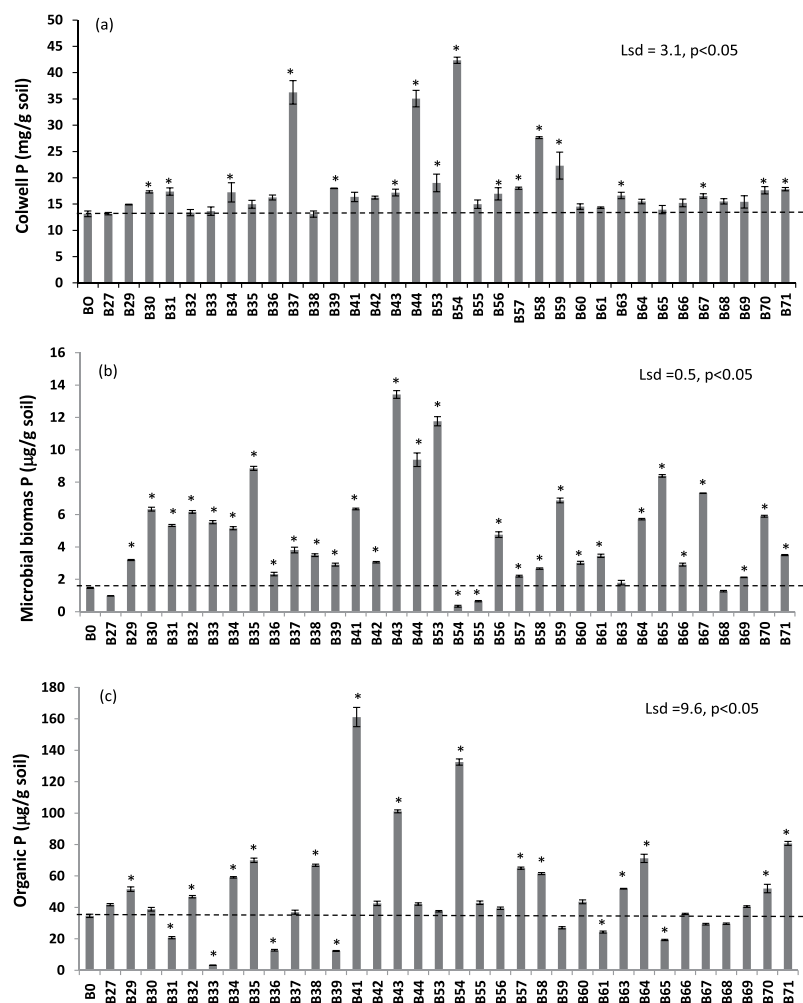 (a)
Lsd = 3.1, p<0.05
Colwell P (mg/g soil)
50
45
40
35
30
25
20
15
10
5
0
BO B27 B29 B30 B31 B32 B33 B34 B35 B36 B37 B38 B39 B41 B42 B43 B44 B53 B54 B55 B56 B57 B58 B59 B60 B61 B63 B64 B65 B66 B67 B68 B69 B70 B71
(b)
Lsd =0.5, p<0.05
Microbial biomas P (µg/g soil)
16
14
12
10
8
6
4
2
0
B0 B27 B29 B30 B31 B32 B33 B34 B35 B36 B37 B38 B39 B41 B42 B43 B44 B53 B54 B55 B56 B57 B58 B59 B60 B61 B63 B64 B65 B66 B67 B68 B69 B70 B71
(c)
Lsd =9.6, p<0.05
Organic P (µg/g soil)
180
160
140
120
100
80
60
40
20
0
B0 B27 B29 B30 B31 B32 B33 B34 B35 B36 B37 B38 B39 B41 B42 B43 B44 B53 B54 B55 B56 B57 B58 B59 B60 B61 B63 B64 B65 B66 B67 B68 B69 B70 B71